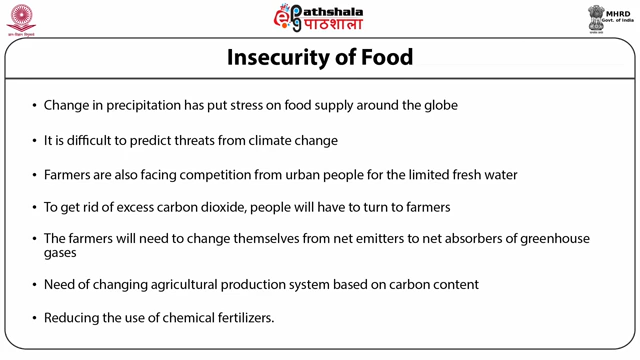 Pathshala
पाठशाला
MHRD
Govt. of India
Insecurity of Food
• Change in precipitation has put stress on food supply around the globe
• It is difficult to predict threats from climate change
• Farmers are also facing competition from urban people for the limited fresh water
• To get rid of excess carbon dioxide, people will have to turn to farmers
• The farmers will need to change themselves from net emitters to net absorbers of greenhouse
gases
• Need of changing agricultural production system based on carbon content
• Reducing the use of chemical fertilizers.